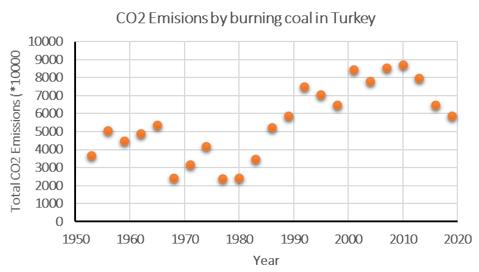 CO2 Emisions by burning coal in Turkey
Total CO2 Emissions (*10000
10000
9000
8000
7000
6000
5000
4000
3000
2000
1000
0
1950 1960 1970 1980 1990 2000 2010 2020
Year